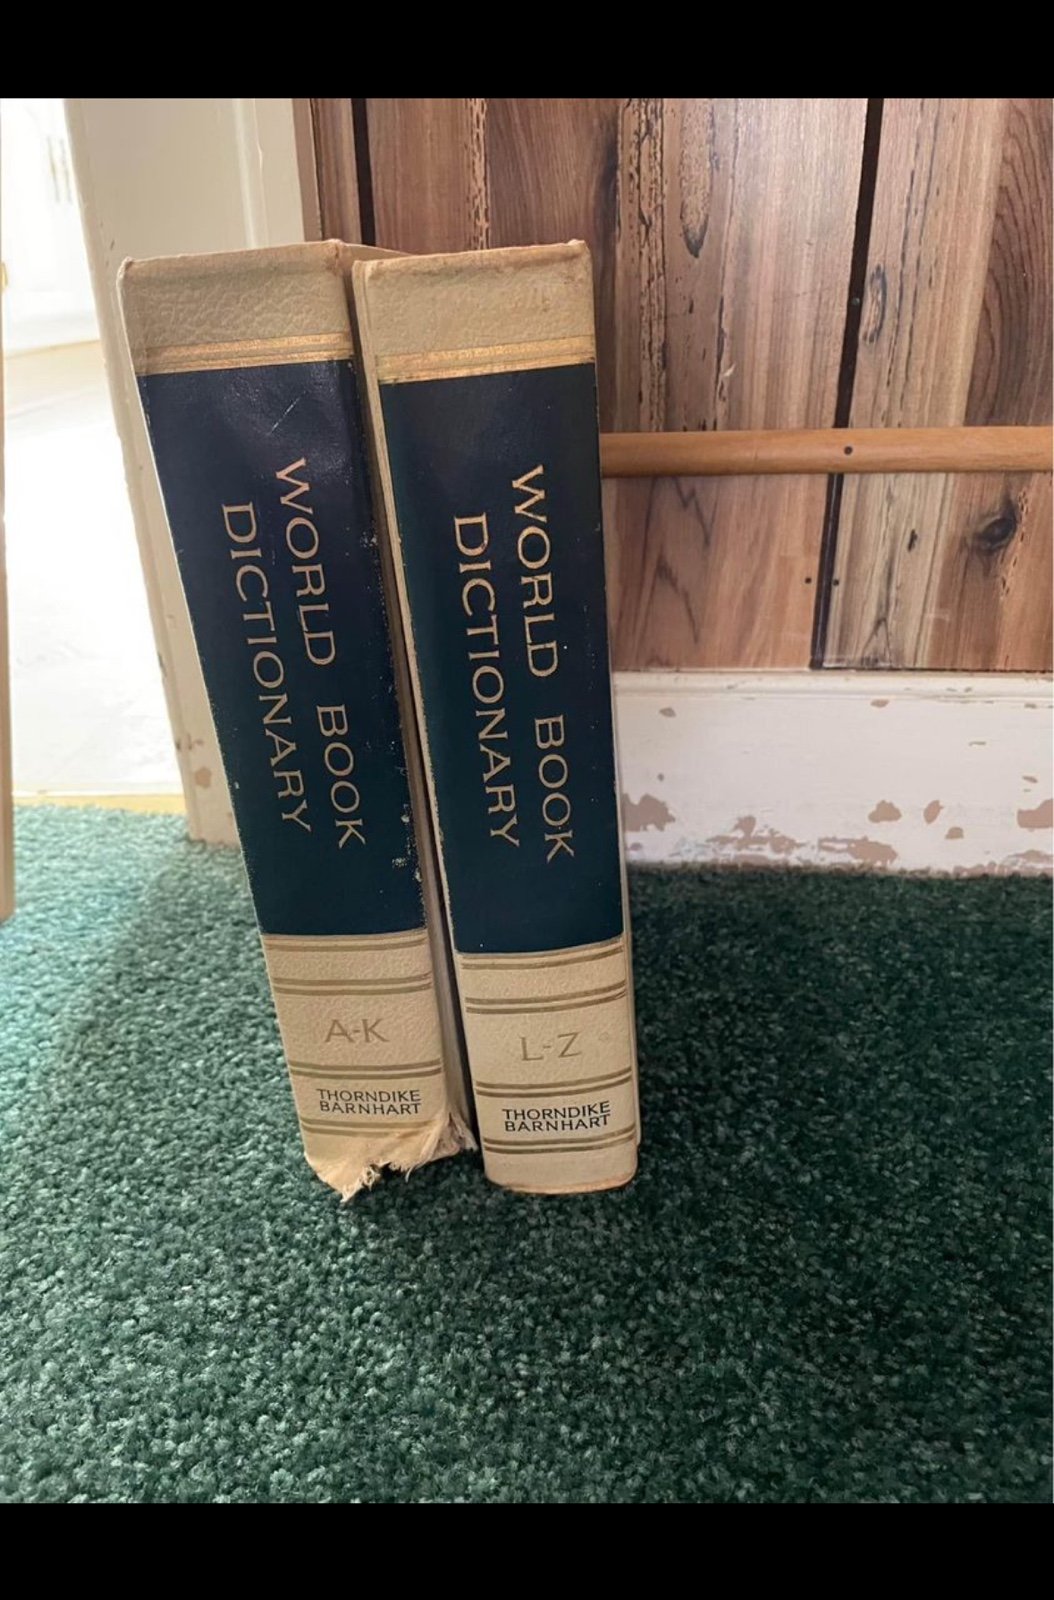 WORLD BOOK
DICTIONARY
A-K
THORNDIKE
BARNHART
WORLD BOOK
DICTIONARY
L-Z
THORNDIKE
BARNHART